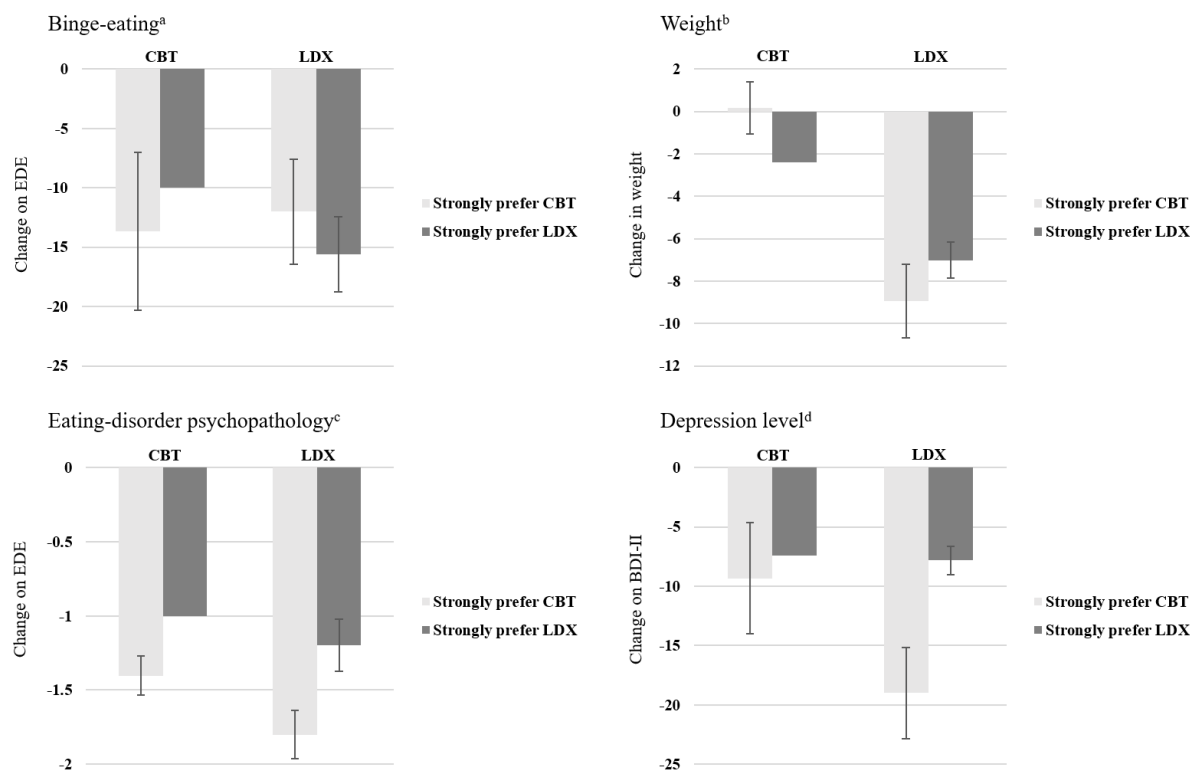 Binge-eatingᵃ
CBT LDX
0
-5
-10
-15
-20
-25
Change on EDE
Strongly prefer CBT
Strongly prefer LDX
Weightᵇ
CBT LDX
2
0
-2
-4
-6
-8
-10
-12
Change in weight
Strongly prefer CBT
Strongly prefer LDX
Eating-disorder psychopathologyᶜ
CBT LDX
0
-0.5
-1
-1.5
-2
Change on EDE
Strongly prefer CBT
Strongly prefer LDX
Depression levelᵈ
CBT LDX
0
-5
-10
-15
-20
-25
Change on BDI-II
Strongly prefer CBT
Strongly prefer LDX